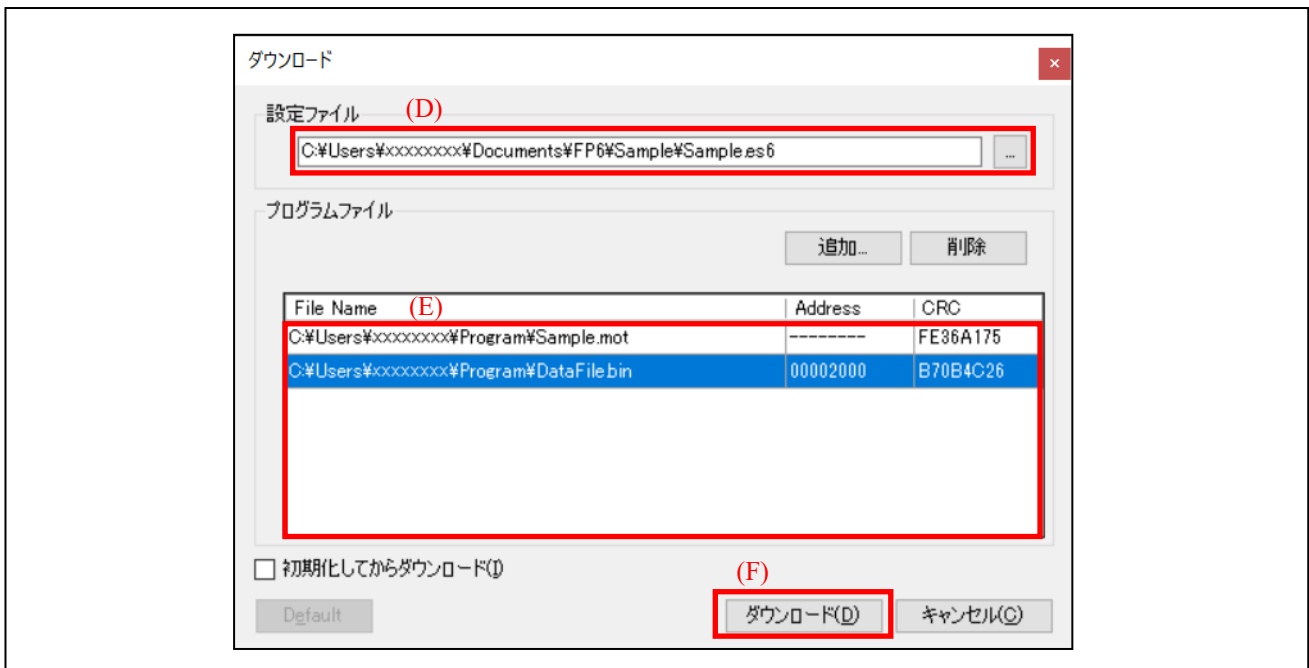 ダウンロード
×
設定ファイル (D)
C:¥Users¥xxxxxxxx¥Documents¥FP6¥Sample¥Sample.es6 ...
プログラムファイル
追加... 削除
File Name (E) Address CRC
C:¥Users¥xxxxxxxx¥Program¥Sample.mot -------- FE36A175
C:¥Users¥xxxxxxxx¥Program¥DataFile.bin 00002000 B70B4C26
初期化してからダウンロード(I)
(F)
Default ダウンロード(D) キャンセル(C)